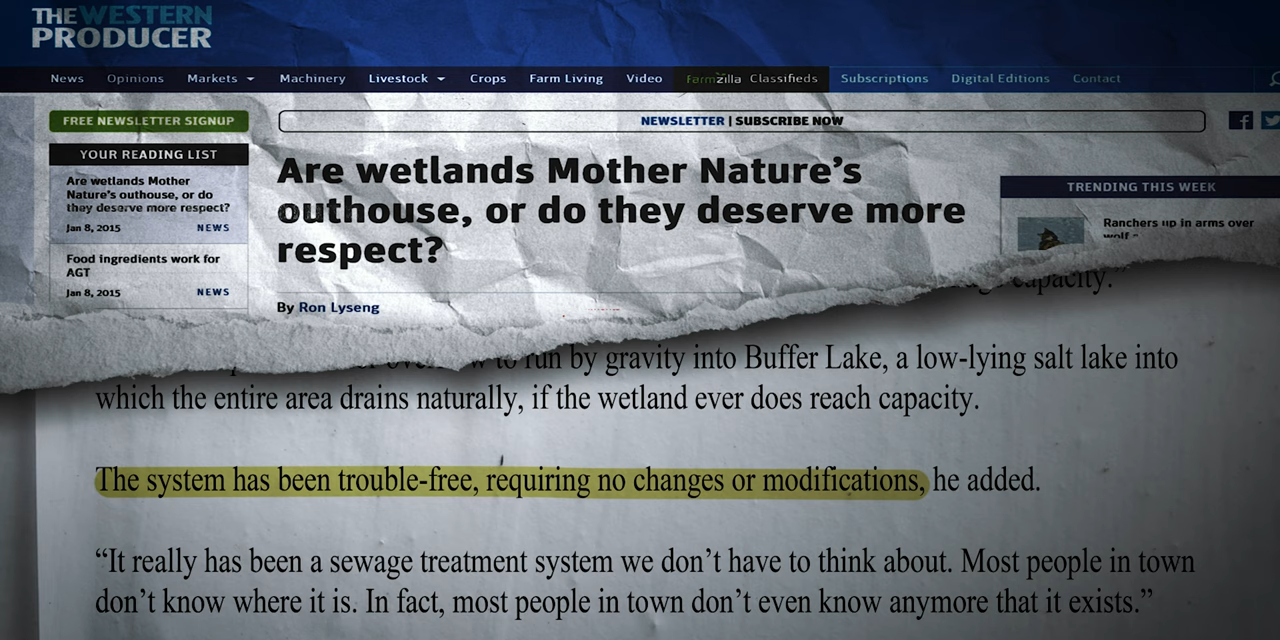 THE WESTERN
PRODUCER
News Opinions Markets Machinery Livestock Crops Farm Living Video Farmzilla Classifieds Subscriptions Digital Editions Contact
FREE NEWSLETTER SIGNUP
NEWSLETTER | SUBSCRIBE NOW
YOUR READING LIST
Are wetlands Mother
Nature's outhouse, or do
they deserve more respect?
Jan 8, 2015 NEWS
Food ingredients work for
AGT
Jan 8, 2015 NEWS
Are wetlands Mother Nature’s
outhouse, or do they deserve more
respect?
By Ron Lyseng
TRENDING THIS WEEK
Ranchers up in arms over
wolf
capacity.”
to run by gravity into Buffer Lake, a low-lying salt lake into
which the entire area drains naturally, if the wetland ever does reach capacity.
The system has been trouble-free, requiring no changes or modifications, he added.
“It really has been a sewage treatment system we don’t have to think about. Most people in town
don’t know where it is. In fact, most people in town don’t even know anymore that it exists.”